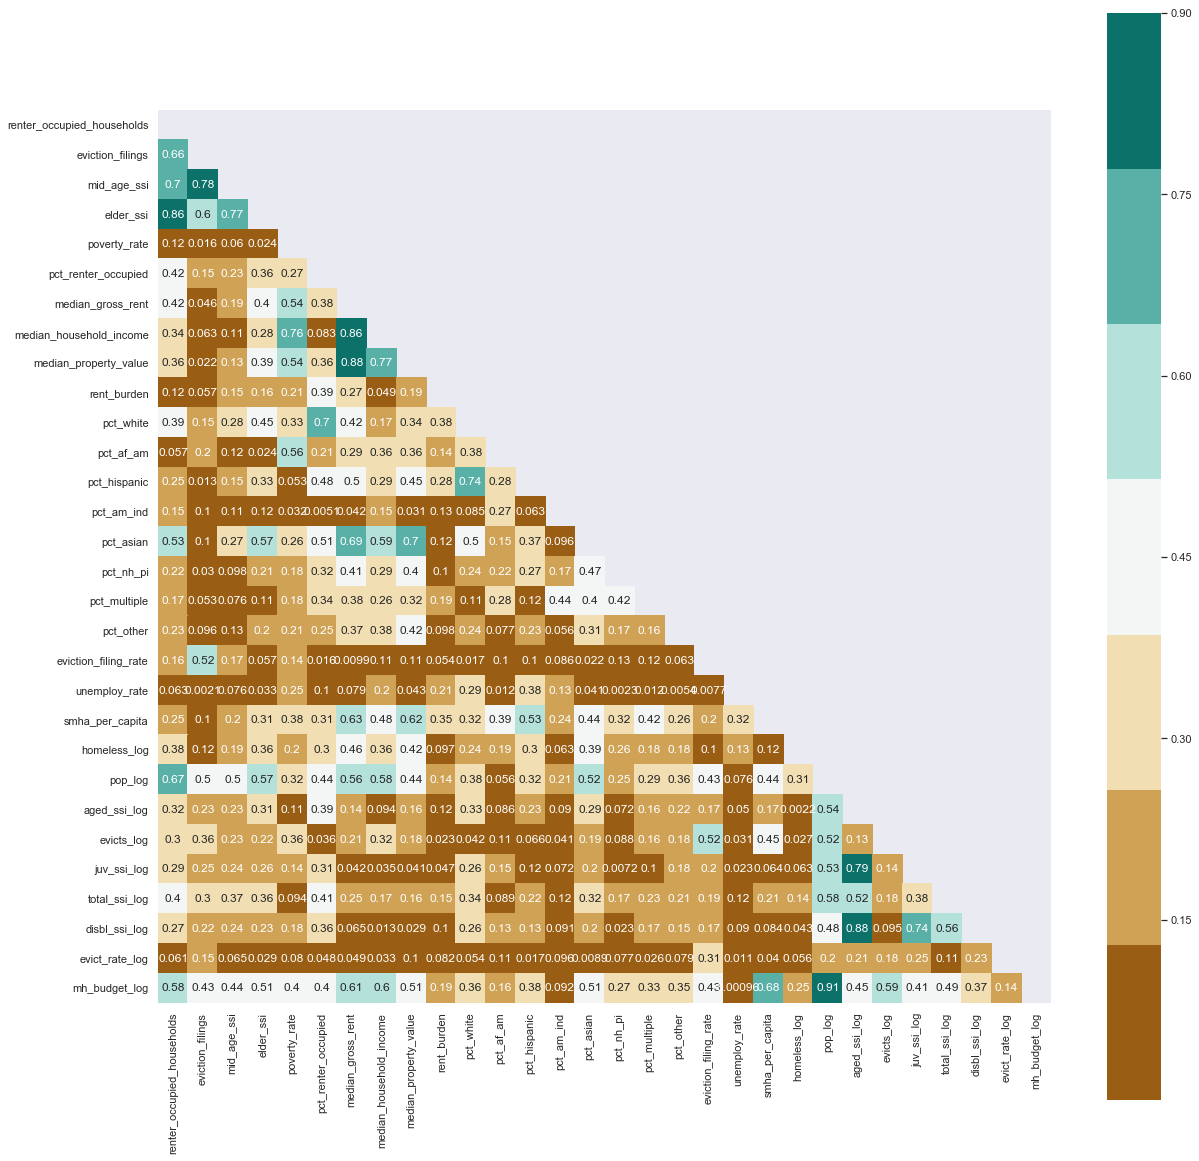 0.90
renter_occupied_households
eviction_filings 0.66
mid_age_ssi 0.7 0.78
0.75
elder_ssi 0.86 0.6 0.77
poverty_rate 0.12 0.016 0.06 0.024
pct_renter_occupied 0.42 0.15 0.23 0.36 0.27
median_gross_rent 0.42 0.046 0.19 0.4 0.54 0.38
median_household_income 0.34 0.063 0.11 0.28 0.76 0.083 0.86
median_property_value 0.36 0.022 0.13 0.39 0.54 0.36 0.88 0.77
0.60
rent_burden 0.12 0.057 0.15 0.16 0.21 0.39 0.27 0.049 0.19
pct_white 0.39 0.15 0.28 0.45 0.33 0.7 0.42 0.17 0.34 0.38
pct_af_am 0.057 0.2 0.12 0.024 0.56 0.21 0.29 0.36 0.36 0.14 0.38
pct_hispanic 0.25 0.013 0.15 0.33 0.053 0.48 0.5 0.29 0.45 0.28 0.74 0.28
pct_am_ind 0.15 0.1 0.11 0.12 0.032 0.0051 0.042 0.15 0.031 0.13 0.085 0.27 0.063
pct_asian 0.53 0.1 0.27 0.57 0.26 0.51 0.69 0.59 0.7 0.12 0.5 0.15 0.37 0.096
0.45
pct_nh_pi 0.22 0.03 0.098 0.21 0.18 0.32 0.41 0.29 0.4 0.1 0.24 0.22 0.27 0.17 0.47
pct_multiple 0.17 0.053 0.076 0.11 0.18 0.34 0.38 0.26 0.32 0.19 0.11 0.28 0.12 0.44 0.4 0.42
pct_other 0.23 0.096 0.13 0.2 0.21 0.25 0.37 0.38 0.42 0.098 0.24 0.077 0.23 0.056 0.31 0.17 0.16
eviction_filing_rate 0.16 0.52 0.17 0.057 0.14 0.016 0.0099 0.11 0.11 0.054 0.017 0.1 0.1 0.086 0.022 0.13 0.12 0.063
unemploy_rate 0.063 0.0021 0.076 0.033 0.25 0.1 0.079 0.2 0.043 0.21 0.29 0.012 0.38 0.13 0.041 0.0023 0.012 0.0054 0.0077
smha_per_capita 0.25 0.1 0.2 0.31 0.38 0.31 0.63 0.48 0.62 0.35 0.32 0.39 0.53 0.24 0.44 0.32 0.42 0.26 0.2 0.32
0.30
homeless_log 0.38 0.12 0.19 0.36 0.2 0.3 0.46 0.36 0.42 0.097 0.24 0.19 0.3 0.063 0.39 0.26 0.18 0.18 0.1 0.13 0.12
pop_log 0.67 0.5 0.5 0.57 0.32 0.44 0.56 0.58 0.44 0.14 0.38 0.056 0.32 0.21 0.52 0.25 0.29 0.36 0.43 0.076 0.44 0.31
aged_ssi_log 0.32 0.23 0.23 0.31 0.11 0.39 0.14 0.094 0.16 0.12 0.33 0.086 0.23 0.09 0.29 0.072 0.16 0.22 0.17 0.05 0.17 0.0022 0.54
evicts_log 0.3 0.36 0.23 0.22 0.36 0.036 0.21 0.32 0.18 0.023 0.042 0.11 0.066 0.041 0.19 0.088 0.16 0.18 0.52 0.031 0.45 0.027 0.52 0.13
juv_ssi_log 0.29 0.25 0.24 0.26 0.14 0.31 0.042 0.035 0.041 0.047 0.26 0.15 0.12 0.072 0.2 0.0072 0.1 0.18 0.2 0.023 0.064 0.063 0.53 0.79 0.14
total_ssi_log 0.4 0.3 0.37 0.36 0.094 0.41 0.25 0.17 0.16 0.15 0.34 0.089 0.22 0.12 0.32 0.17 0.23 0.21 0.19 0.12 0.21 0.14 0.58 0.52 0.18 0.38
0.15
disbl_ssi_log 0.27 0.22 0.24 0.23 0.18 0.36 0.065 0.013 0.029 0.1 0.26 0.13 0.13 0.091 0.2 0.023 0.17 0.15 0.17 0.09 0.084 0.043 0.48 0.88 0.095 0.74 0.56
evict_rate_log 0.061 0.15 0.065 0.029 0.08 0.048 0.049 0.033 0.1 0.082 0.054 0.11 0.017 0.096 0.0089 0.077 0.026 0.079 0.31 0.011 0.04 0.056 0.2 0.21 0.18 0.25 0.11 0.23
mh_budget_log 0.58 0.43 0.44 0.51 0.4 0.4 0.61 0.6 0.51 0.19 0.36 0.16 0.38 0.092 0.51 0.27 0.33 0.35 0.43 0.68 0.25 0.91 0.45 0.59 0.41 0.49 0.37 0.14
renter_occupied_households
eviction_filings
mid_age_ssi
elder_ssi
poverty_rate
pct_renter_occupied
median_gross_rent
median_household_income
median_property_value
rent_burden
pct_white
pct_af_am
pct_hispanic
pct_am_ind
pct_asian
pct_nh_pi
pct_multiple
pct_other
eviction_filing_rate
unemploy_rate
smha_per_capita
homeless_log
pop_log
aged_ssi_log
evicts_log
juv_ssi_log
total_ssi_log
disbl_ssi_log
evict_rate_log
mh_budget_log